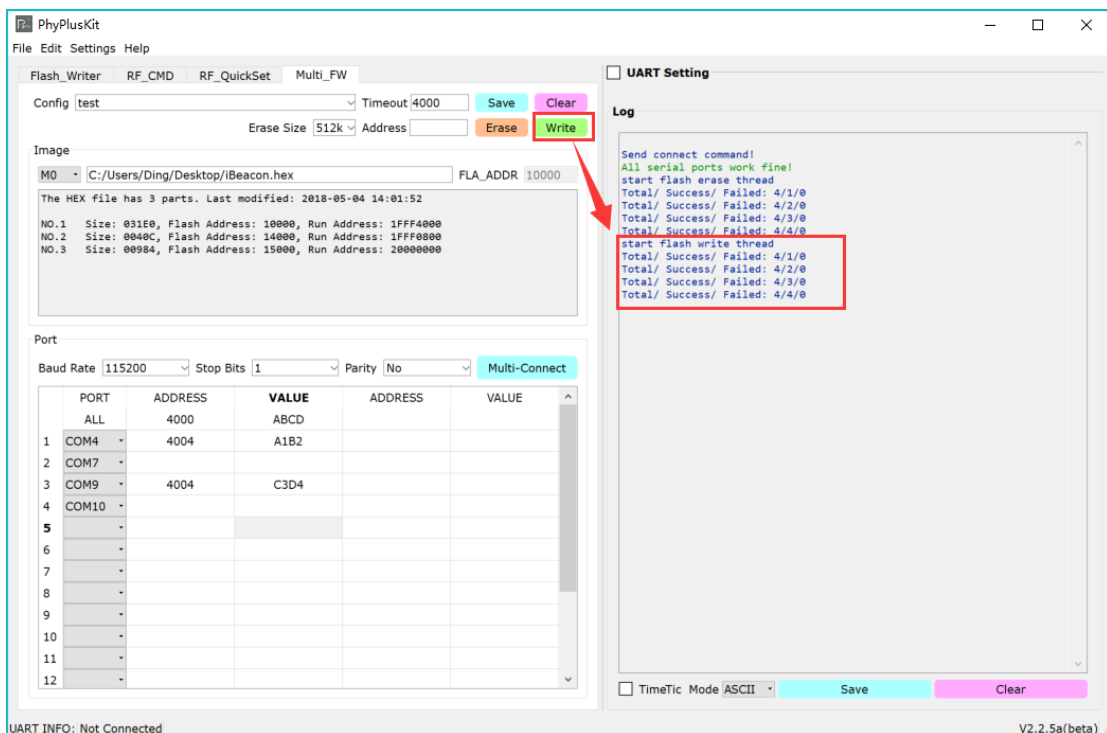 PhyPlusKit
File Edit Settings Help
Flash_Writer RF_CMD RF_QuickSet Multi_FW
Config test Timeout 4000 Save Clear
Erase Size 512k Address Erase Write
Image
M0 C:/Users/Ding/Desktop/iBeacon.hex FLA_ADDR 10000
The HEX file has 3 parts. Last modified: 2018-05-04 14:01:52
NO.1 Size: 031E0, Flash Address: 10000, Run Address: 1FFF4000
NO.2 Size: 0040C, Flash Address: 14000, Run Address: 1FFF0800
NO.3 Size: 00984, Flash Address: 15000, Run Address: 20000000
Port
Baud Rate 115200 Stop Bits 1 Parity No Multi-Connect
PORT ADDRESS VALUE ADDRESS VALUE
ALL 4000 ABCD
1 COM4 4004 A1B2
2 COM7
3 COM9 4004 C3D4
4 COM10
5
6
7
8
9
10
11
12
UART Setting
Log
Send connect command!
All serial ports work fine!
start flash erase thread
Total/ Success/ Failed: 4/1/0
Total/ Success/ Failed: 4/2/0
Total/ Success/ Failed: 4/3/0
Total/ Success/ Failed: 4/4/0
start flash write thread
Total/ Success/ Failed: 4/1/0
Total/ Success/ Failed: 4/2/0
Total/ Success/ Failed: 4/3/0
Total/ Success/ Failed: 4/4/0
TimeTic Mode ASCII Save Clear
UART INFO: Not Connected V2.2.5a(beta)